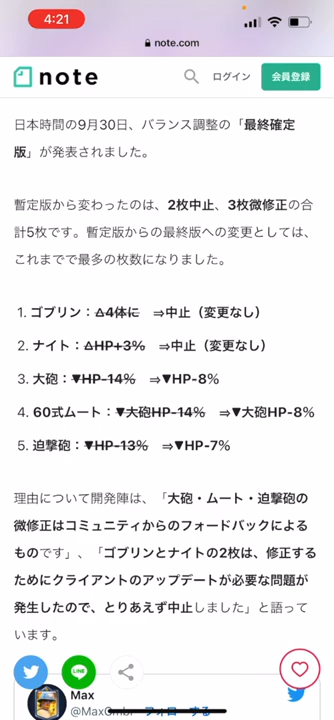 4:21
note.com
note
ログイン
会員登録
日本時間の9月30日、バランス調整の「最終確定
版」が発表されました。
暫定版から変わったのは、2枚中止、3枚微修正の合
計5枚です。暫定版からの最終版への変更としては、
これまでで最多の枚数になりました。
1. ゴブリン：△4体に ⇒中止（変更なし）
2. ナイト：△HP+3% ⇒中止（変更なし）
3. 大砲：▼HP-14% ⇒▼HP-8%
4. 60式ムート：▼大砲HP-14% ⇒▼大砲HP-8%
5. 迫撃砲：▼HP-13% ⇒▼HP-7%
理由について開発陣は、「大砲・ムート・迫撃砲の
微修正はコミュニティからのフォードバックによる
ものです」、「ゴブリンとナイトの2枚は、修正する
ためにクライアントのアップデートが必要な問題が
発生したので、とりあえず中止しました」と語って
います。
LINE
Max
フォローする